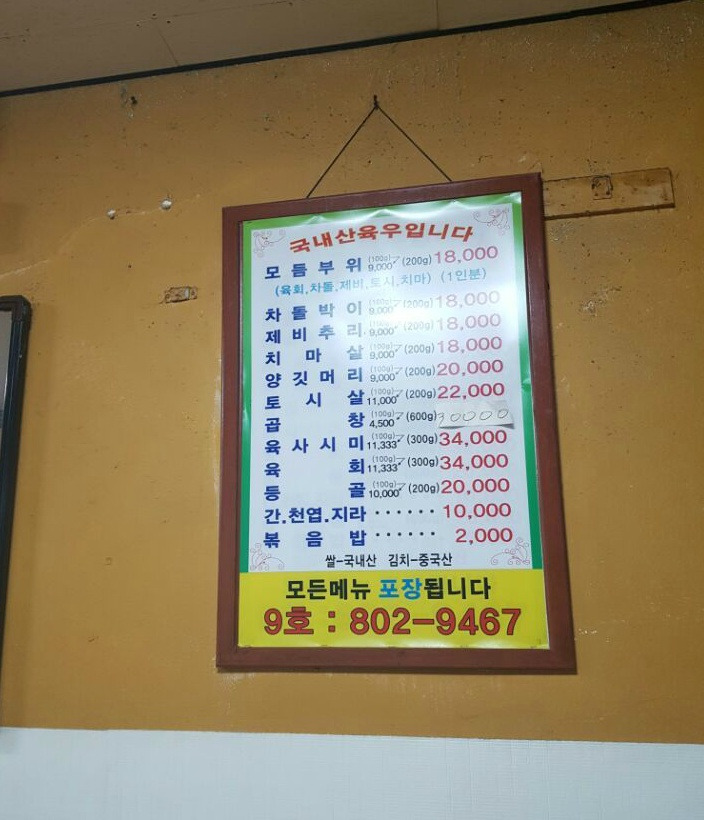 국내산육우입니다
모듬부위 (100g) 9,000 (200g) 18,000
(육회,차돌,제비,토시,치마) (1인분)
차돌박이 (100g) 9,000 (200g) 18,000
제비추리 (100g) 9,000 (200g) 18,000
치마살 (100g) 9,000 (200g) 18,000
양깃머리 (100g) 9,000 (200g) 20,000
토시살 (100g) 11,000 (200g) 22,000
곱창 (100g) 4,500 (600g) 30000
육사시미 (100g) 11,333 (300g) 34,000
육회 (100g) 11,333 (300g) 34,000
등골 (100g) 10,000 (200g) 20,000
간.천엽.지라 ······ 10,000
볶음밥 ······ 2,000
쌀-국내산 김치-중국산
모든메뉴 포장됩니다
9호 : 802-9467